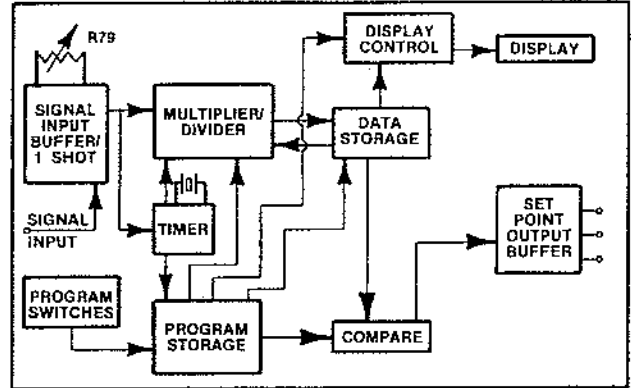 R79
SIGNAL
INPUT
BUFFER/
1 SHOT
MULTIPLIER/
DIVIDER
DISPLAY
CONTROL
DISPLAY
DATA
STORAGE
SIGNAL
INPUT
TIMER
SET
POINT
OUTPUT
BUFFER
PROGRAM
SWITCHES
PROGRAM
STORAGE
COMPARE